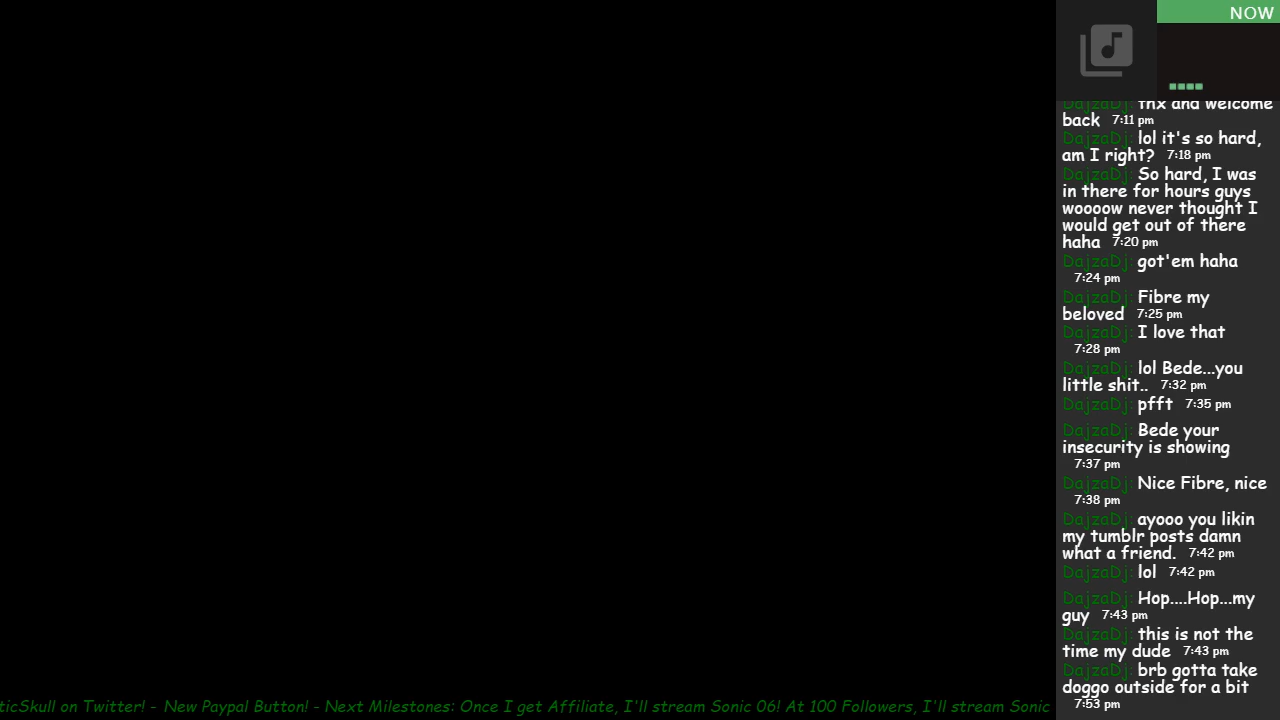 NOW
DajzaDj: thx and welcome
back 7:11 pm
DajzaDj: lol it's so hard,
am I right? 7:18 pm
DajzaDj: So hard, I was
in there for hours guys
woooow never thought I
would get out of there
haha 7:20 pm
DajzaDj: got'em haha
7:24 pm
DajzaDj: Fibre my
beloved 7:25 pm
DajzaDj: I love that
7:28 pm
DajzaDj: lol Bede...you
little shit.. 7:32 pm
DajzaDj: pfft 7:35 pm
DajzaDj: Bede your
insecurity is showing
7:37 pm
DajzaDj: Nice Fibre, nice
7:38 pm
DajzaDj: ayooo you likin
my tumblr posts damn
what a friend. 7:42 pm
DajzaDj: lol 7:42 pm
DajzaDj: Hop....Hop...my
guy 7:43 pm
DajzaDj: this is not the
time my dude 7:43 pm
DajzaDj: brb gotta take
doggo outside for a bit
7:53 pm
ticSkull on Twitter! - New Paypal Button! - Next Milestones: Once I get Affiliate, I'll stream Sonic 06! At 100 Followers, I'll stream Sonic